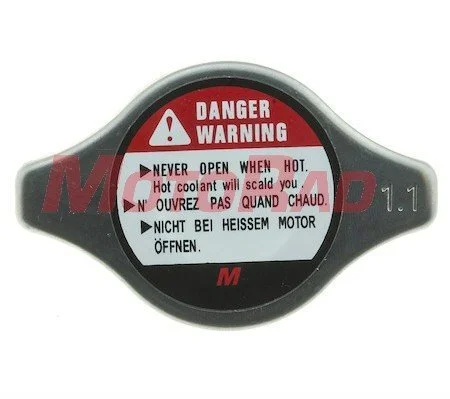 DANGER
WARNING
▶NEVER OPEN WHEN HOT.
Hot coolant will scald you.
▶N' OUVREZ PAS QUAND CHAUD.
▶NICHT BEI HEISSEM MOTOR
ÖFFNEN.
M
1.1
MOTORAD